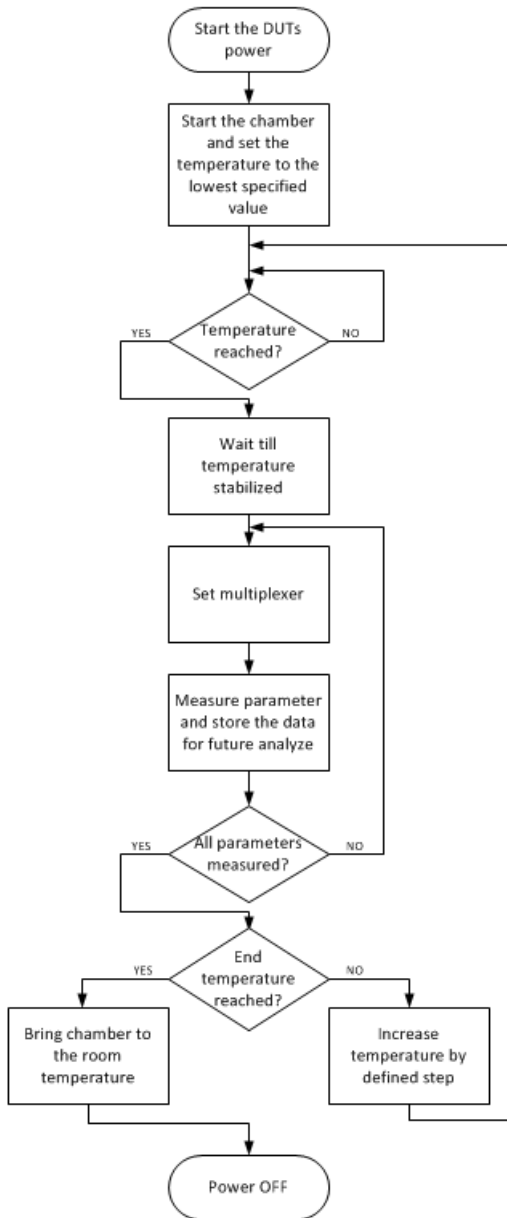 Start the DUTs
power
Start the chamber
and set the
temperature to the
lowest specified
value
Temperature
reached?
YES
NO
Wait till
temperature
stabilized
Set multiplexer
Measure parameter
and store the data
for future analyze
All parameters
measured?
YES
NO
End
temperature
reached?
YES
NO
Bring chamber to
the room
temperature
Increase
temperature by
defined step
Power OFF